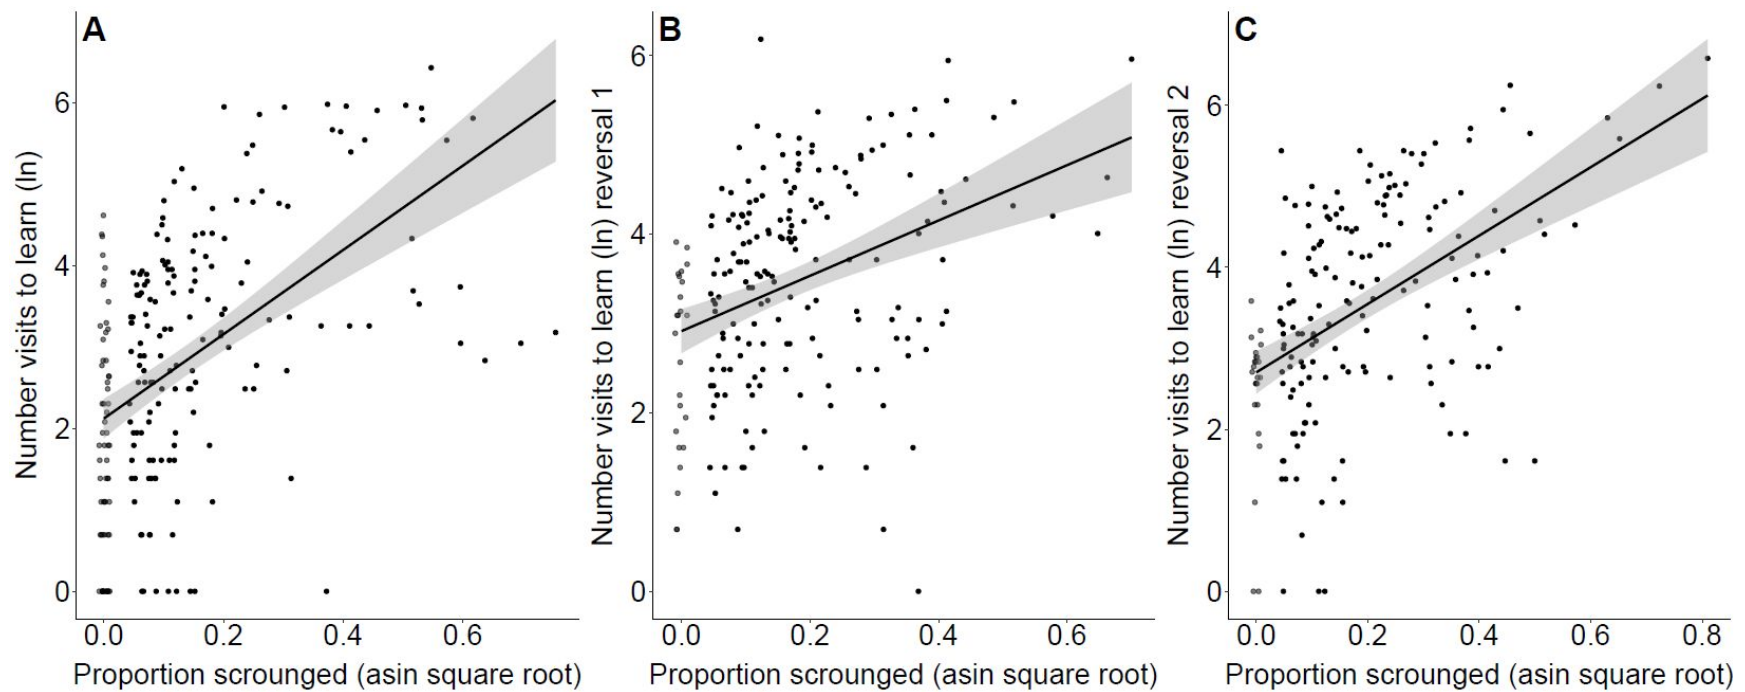 A
Number visits to learn (ln)
6
4
2
0
0.0 0.2 0.4 0.6
Proportion scrounged (asin square root)
B
Number visits to learn (ln) reversal 1
6
4
2
0
0.0 0.2 0.4 0.6
Proportion scrounged (asin square root)
C
Number visits to learn (ln) reversal 2
6
4
2
0
0.0 0.2 0.4 0.6 0.8
Proportion scrounged (asin square root)